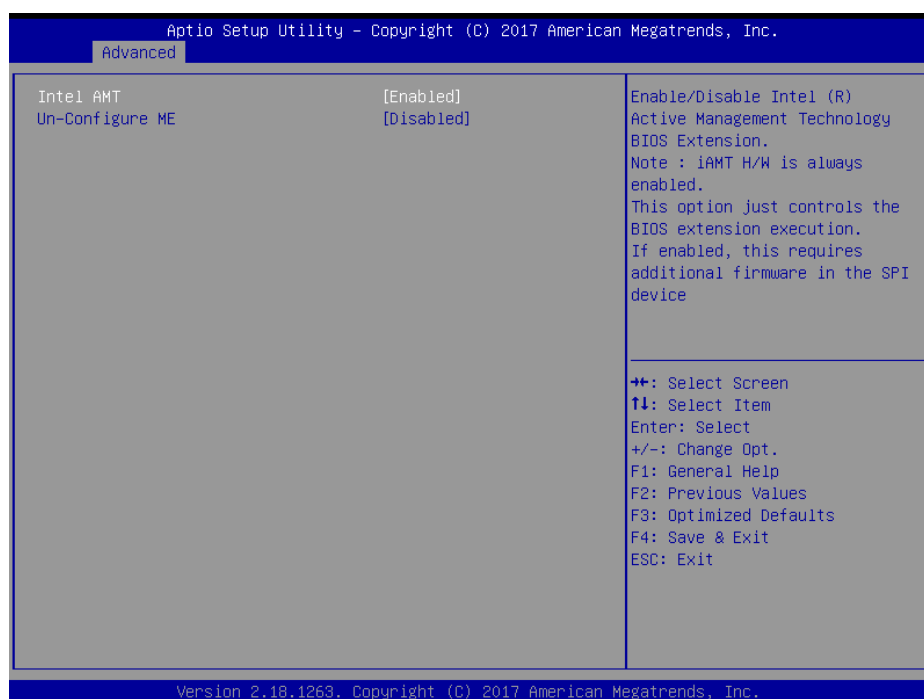 Aptio Setup Utility – Copyright (C) 2017 American Megatrends, Inc.
Advanced
Intel AMT [Enabled]
Un-Configure ME [Disabled]
Enable/Disable Intel (R)
Active Management Technology
BIOS Extension.
Note : iAMT H/W is always
enabled.
This option just controls the
BIOS extension execution.
If enabled, this requires
additional firmware in the SPI
device
→←: Select Screen
↑↓: Select Item
Enter: Select
+/-: Change Opt.
F1: General Help
F2: Previous Values
F3: Optimized Defaults
F4: Save & Exit
ESC: Exit
Version 2.18.1263. Copyright (C) 2017 American Megatrends, Inc.